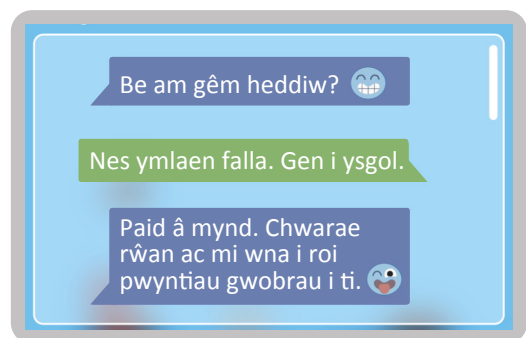 Be am gêm heddiw? 😁
Nes ymlaen falla. Gen i ysgol.
Paid â mynd. Chwarae
rŵan ac mi wna i roi
pwyntiau gwobrau i ti. 😜